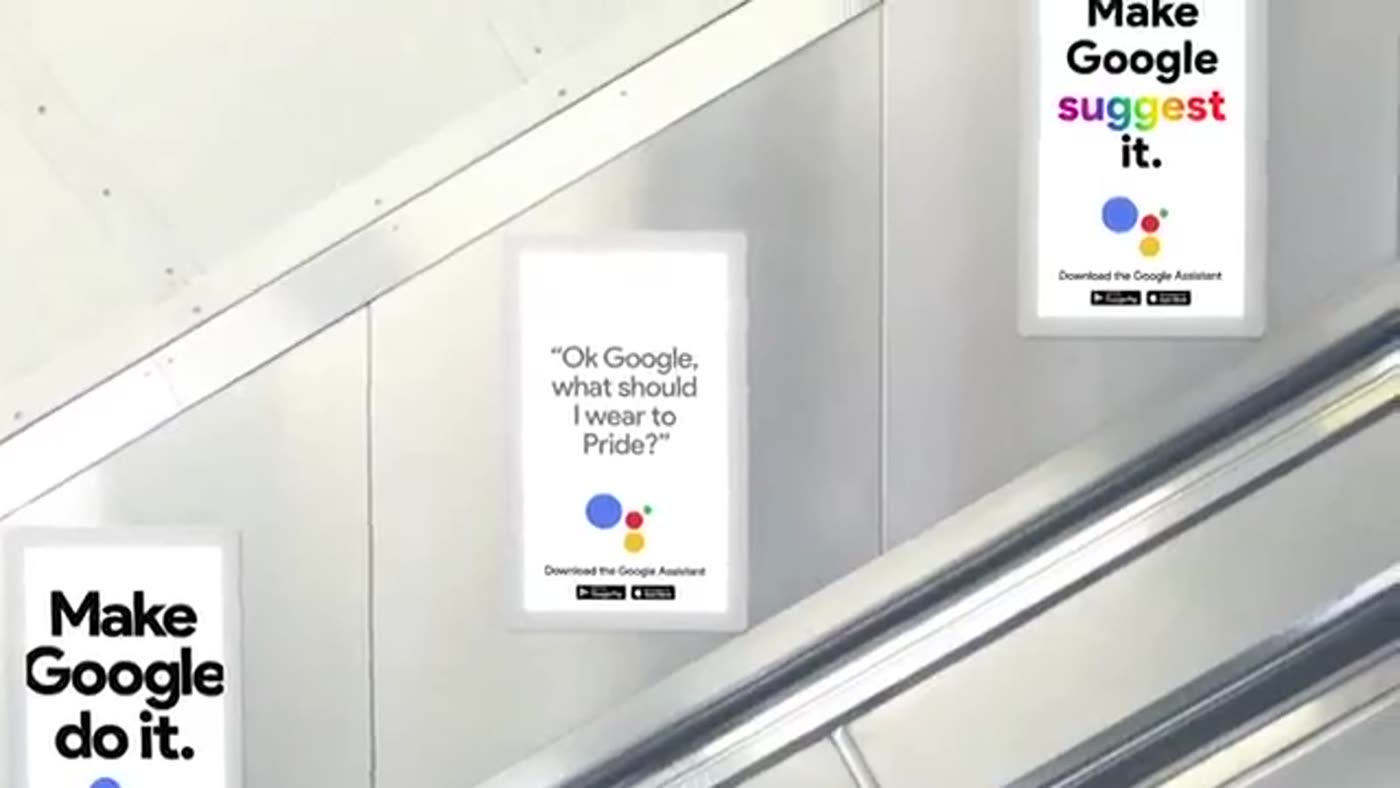 Make
Google
suggest
it.
Download the Google Assistant
“Ok Google,
what should
I wear to
Pride?”
Download the Google Assistant
Make
Google
do it.